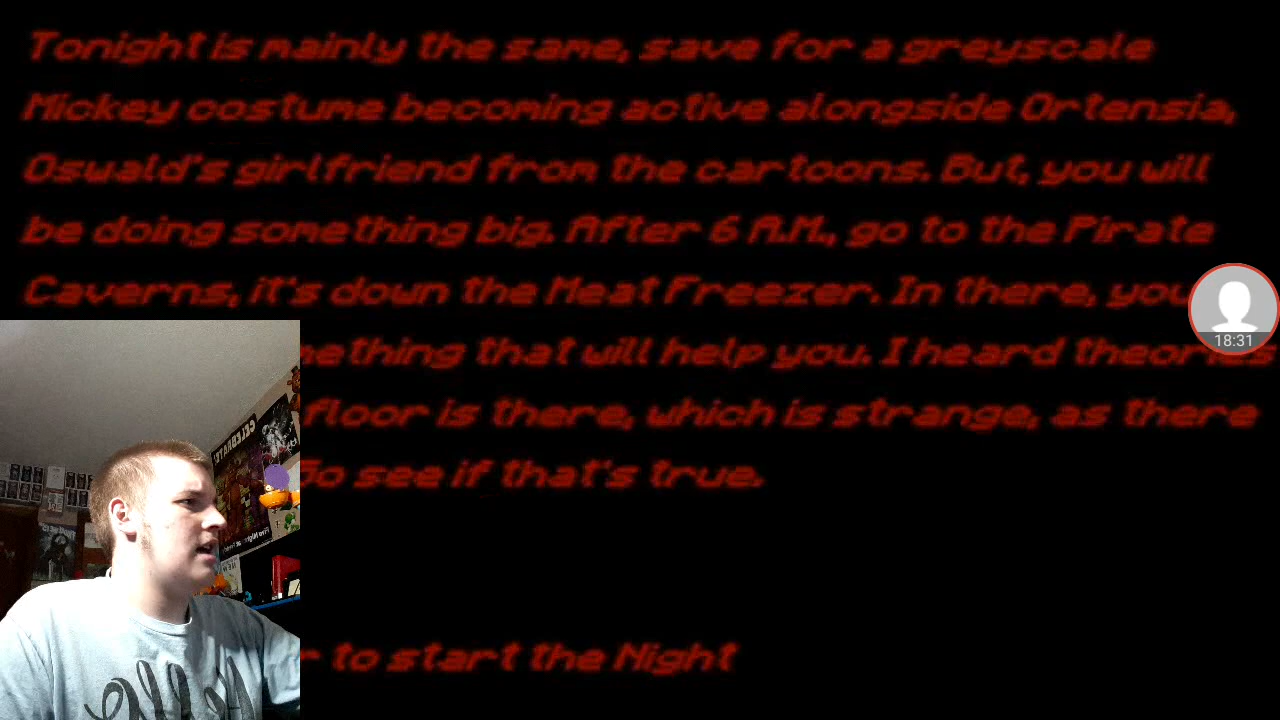 Tonight is mainly the same, save for a greyscale
Mickey costume becoming active alongside Ortensia,
Oswald's girlfriend from the cartoons. But, you will
be doing something big. After 6 A.M., go to the Pirate
Caverns, it's down the Meat Freezer. In there, you
that will help you. I heard
floor is there, which is strange, as there
see if that's true.
to start the Night
18:31
CELEBRATE!